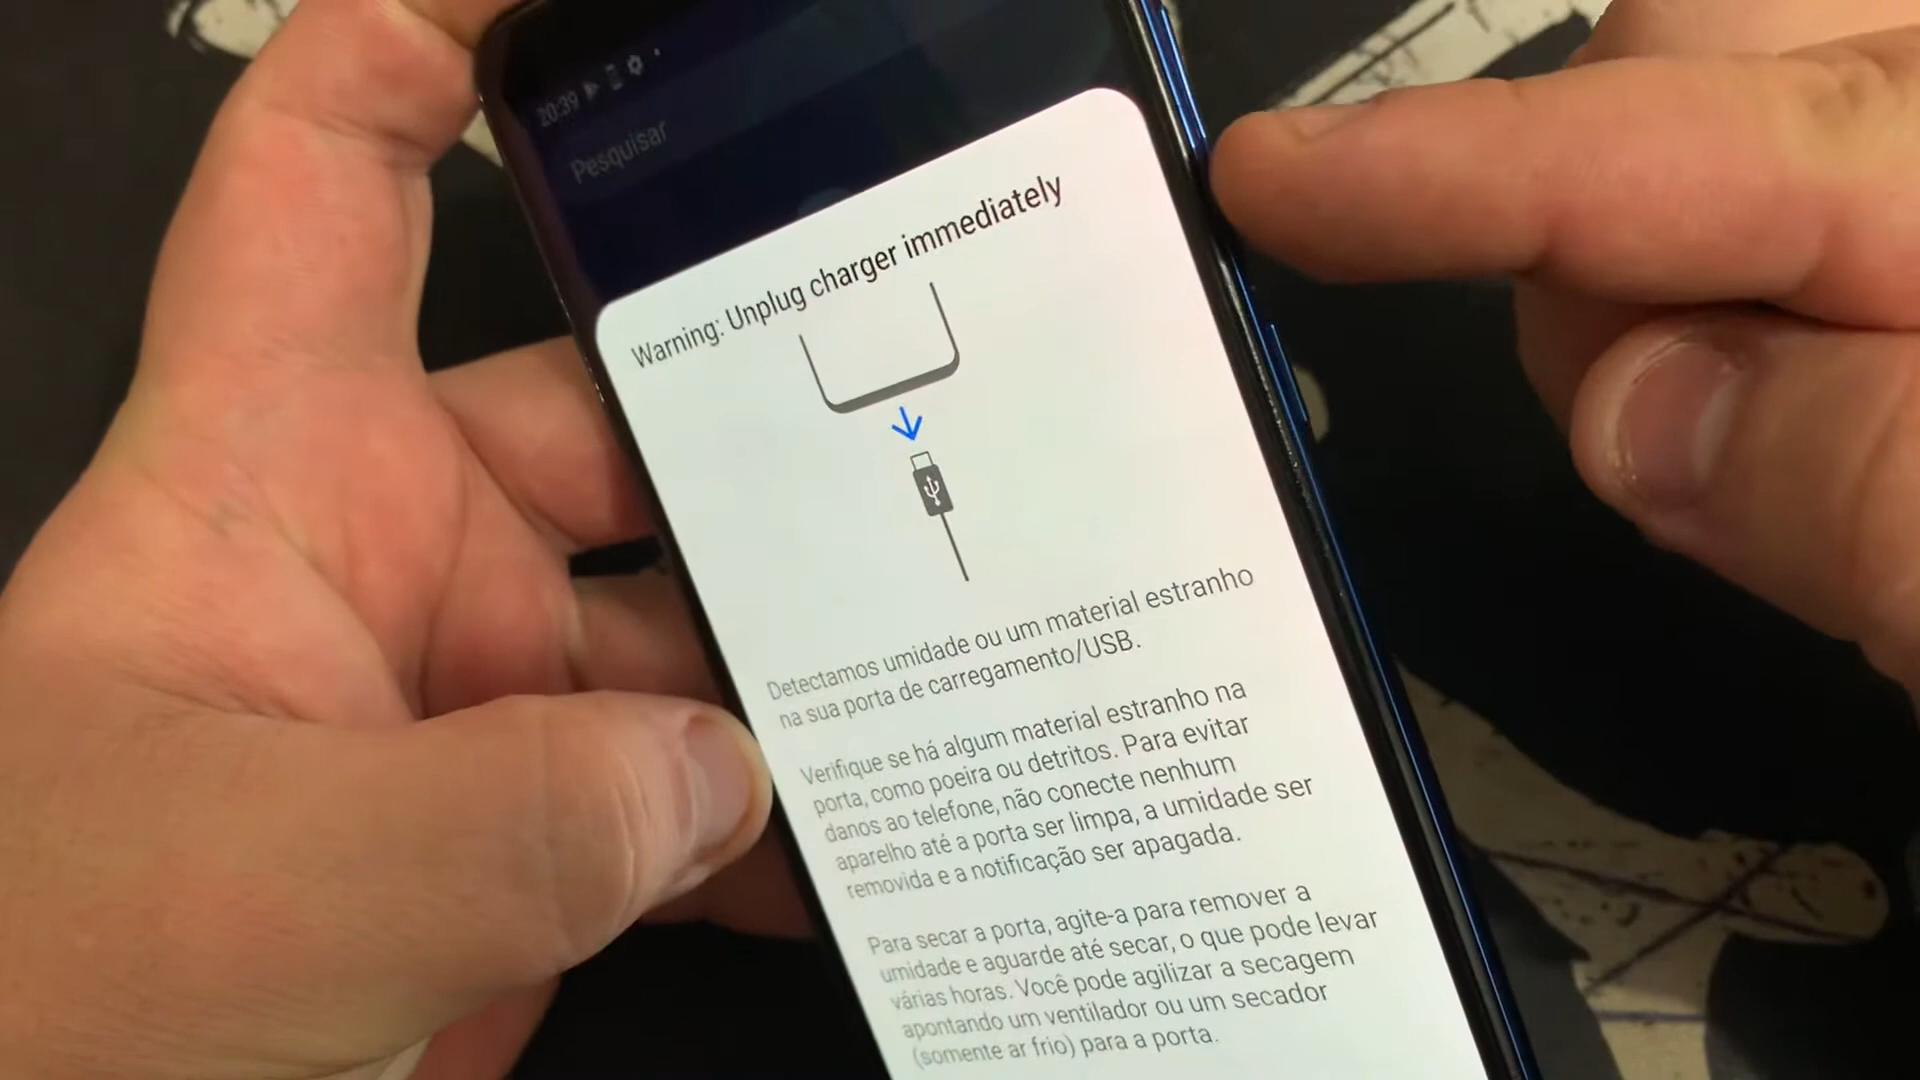 20:39
Pesquisar
Warning: Unplug charger immediately
Detectamos umidade ou um material estranho
na sua porta de carregamento/USB.
Verifique se há algum material estranho na
porta, como poeira ou detritos. Para evitar
danos ao telefone, não conecte nenhum
aparelho até a porta ser limpa, a umidade ser
removida e a notificação ser apagada.
Para secar a porta, agite-a para remover a
umidade e aguarde até secar, o que pode levar
várias horas. Você pode agilizar a secagem
apontando um ventilador ou um secador
(somente ar frio) para a porta.